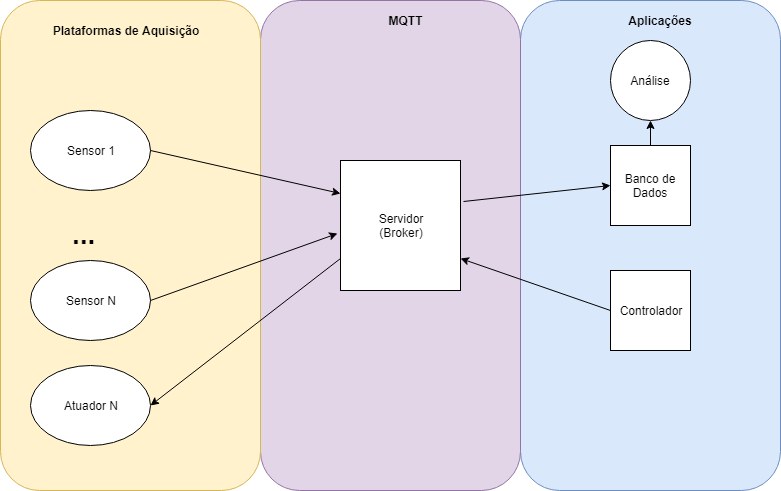 Plataformas de Aquisição
MQTT
Aplicações
Análise
Sensor 1
Banco de
Dados
Servidor
(Broker)
...
Sensor N
Controlador
Atuador N